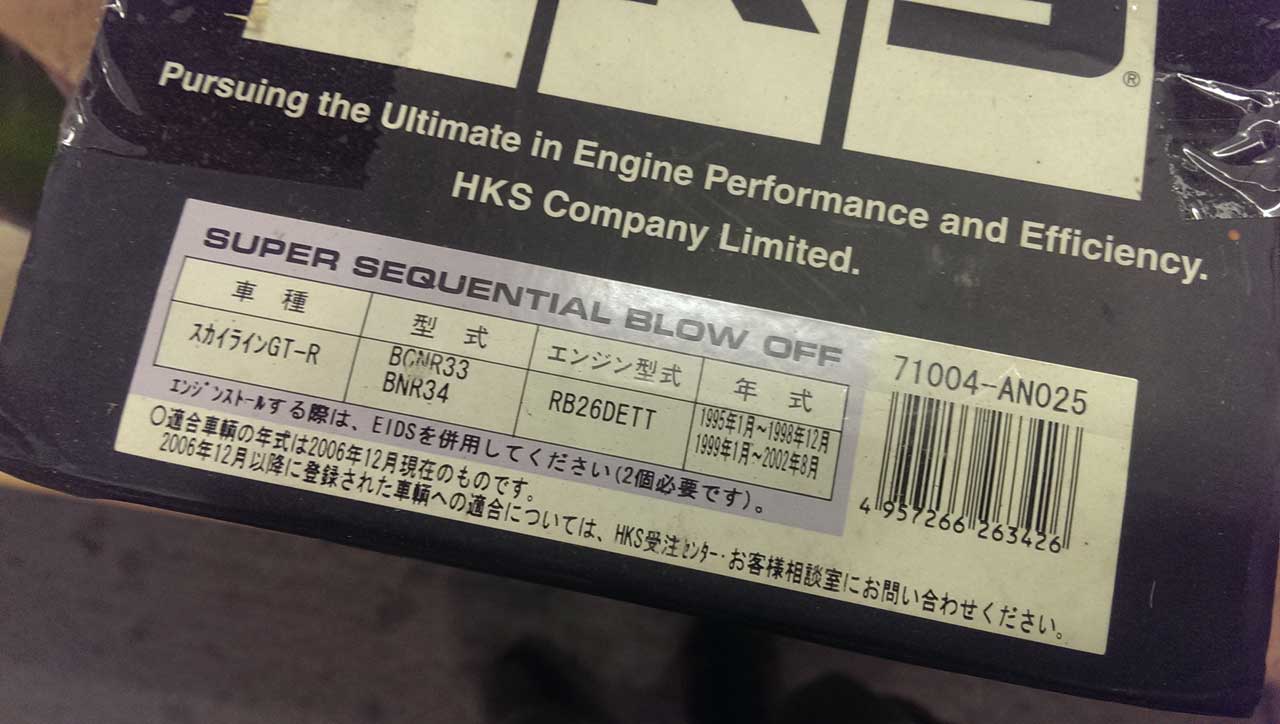 HKS®
Pursuing the Ultimate in Engine Performance and Efficiency.
HKS Company Limited.
SUPER SEQUENTIAL BLOW OFF
車種 型式 エンジン型式 年式
スカイラインGT-R BCNR33 RB26DETT 1995年1月~1998年12月
BNR34 1999年1月~2002年8月
エンジンストールする際は、EIDSを併用してください(2個必要です)。
○適合車輌の年式は2006年12月現在のものです。
2006年12月以降に登録された車輌への適合については、HKS受注センター・お客様相談室にお問い合わせください。
71004-AN025
4 957266 263426